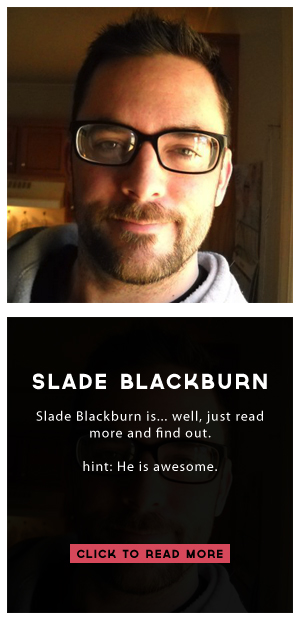 SLADE BLACKBURN
Slade Blackburn is... well, just read
more and find out.
hint: He is awesome.
CLICK TO READ MORE